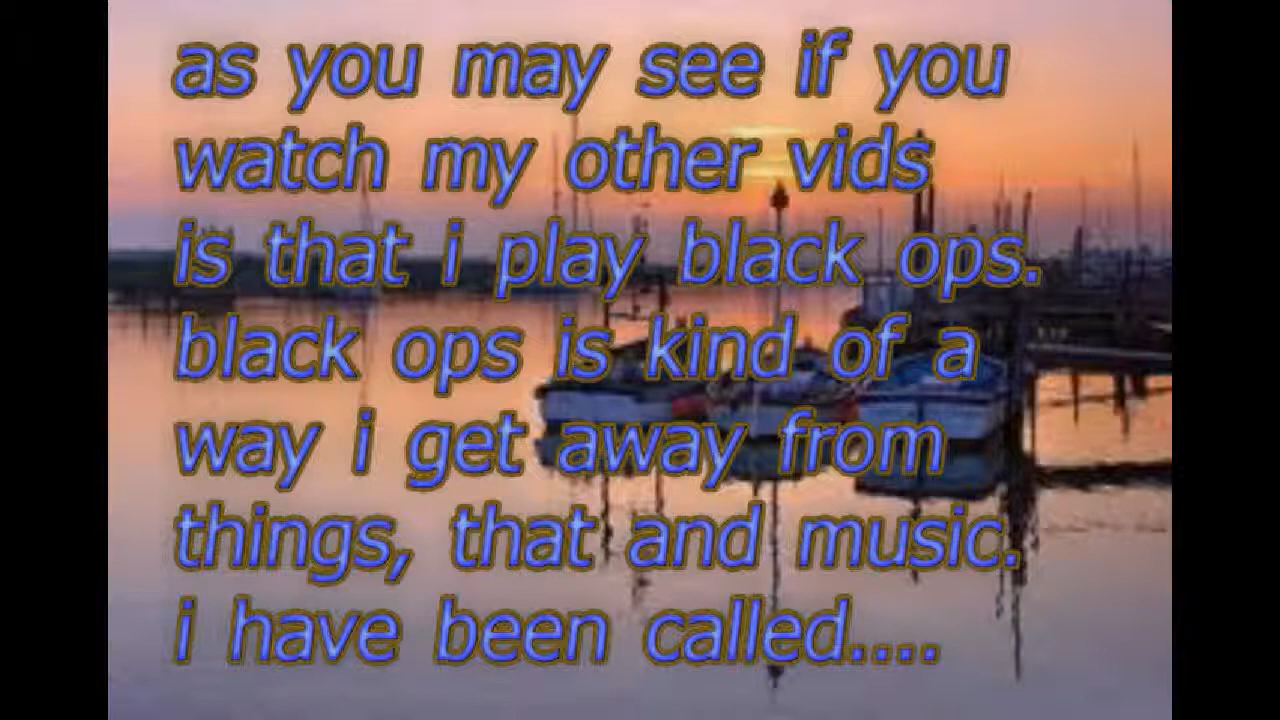 as you may see if you
watch my other vids
is that i play black ops.
black ops is kind of a
way i get away from
things, that and music.
i have been called....